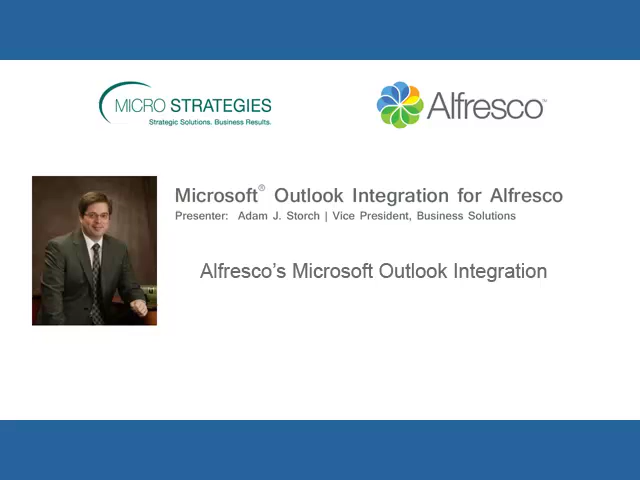 MICRO STRATEGIES
Strategic Solutions. Business Results.
Alfresco™
Microsoft® Outlook Integration for Alfresco
Presenter: Adam J. Storch | Vice President, Business Solutions
Alfresco's Microsoft Outlook Integration